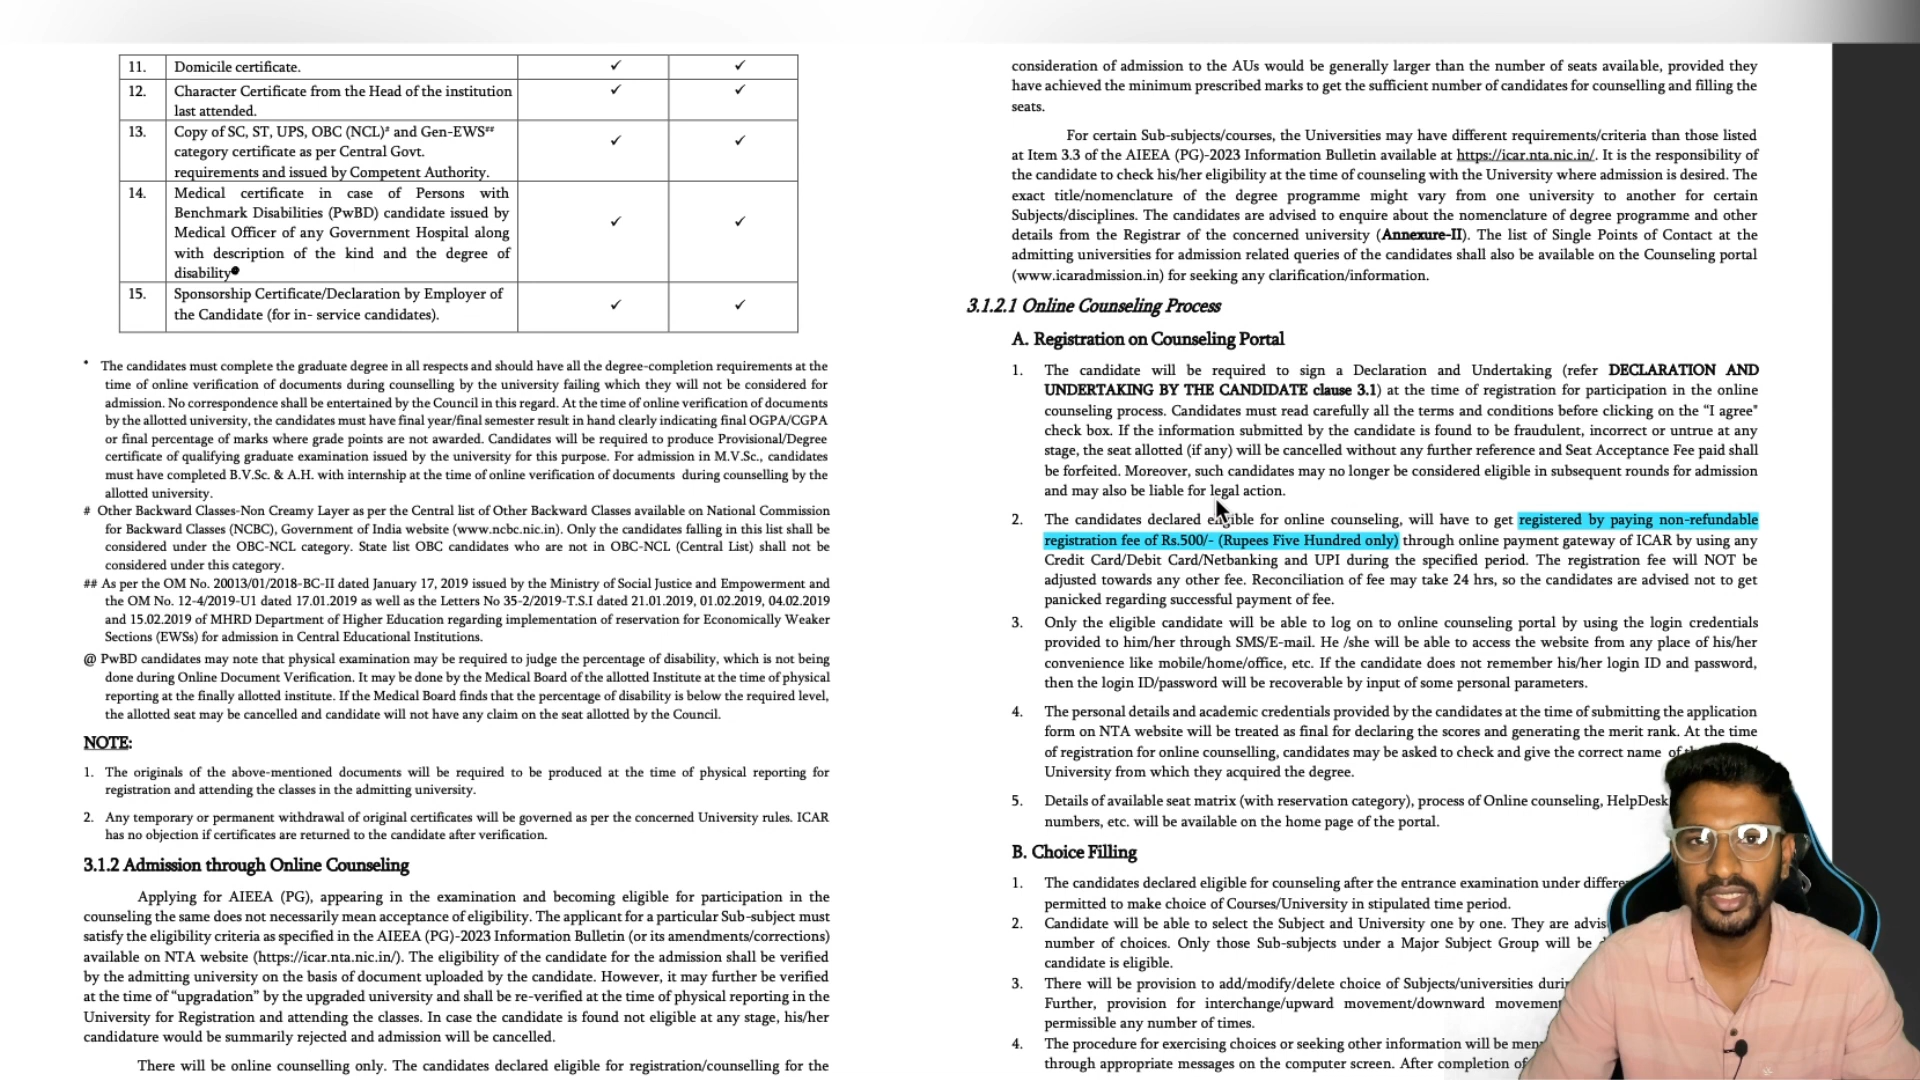 11. Domicile certificate. ✓ ✓
12. Character Certificate from the Head of the institution ✓ ✓
last attended.
13. Copy of SC, ST, UPS, OBC (NCL)# and Gen-EWS## ✓ ✓
category certificate as per Central Govt.
requirements and issued by Competent Authority.
14. Medical certificate in case of Persons with
Benchmark Disabilities (PwBD) candidate issued by
Medical Officer of any Government Hospital along ✓ ✓
with description of the kind and the degree of
disability@
15. Sponsorship Certificate/Declaration by Employer of ✓ ✓
the Candidate (for in- service candidates).
* The candidates must complete the graduate degree in all respects and should have all the degree-completion requirements at the
time of online verification of documents during counselling by the university failing which they will not be considered for
admission. No correspondence shall be entertained by the Council in this regard. At the time of online verification of documents
by the allotted university, the candidates must have final year/final semester result in hand clearly indicating final OGPA/CGPA
or final percentage of marks where grade points are not awarded. Candidates will be required to produce Provisional/Degree
certificate of qualifying graduate examination issued by the university for this purpose. For admission in M.V.Sc., candidates
must have completed B.V.Sc. & A.H. with internship at the time of online verification of documents during counselling by the
allotted university.
# Other Backward Classes-Non Creamy Layer as per the Central list of Other Backward Classes available on National Commission
for Backward Classes (NCBC), Government of India website (www.ncbc.nic.in). Only the candidates falling in this list shall be
considered under the OBC-NCL category. State list OBC candidates who are not in OBC-NCL (Central List) shall not be
considered under this category.
## As per the OM No. 20013/01/2018-BC-II dated January 17, 2019 issued by the Ministry of Social Justice and Empowerment and
the OM No. 12-4/2019-U1 dated 17.01.2019 as well as the Letters No 35-2/2019-T.S.I dated 21.01.2019, 01.02.2019, 04.02.2019
and 15.02.2019 of MHRD Department of Higher Education regarding implementation of reservation for Economically Weaker
Sections (EWSs) for admission in Central Educational Institutions.
@ PwBD candidates may note that physical examination may be required to judge the percentage of disability, which is not being
done during Online Document Verification. It may be done by the Medical Board of the allotted Institute at the time of physical
reporting at the finally allotted institute. If the Medical Board finds that the percentage of disability is below the required level,
the allotted seat may be cancelled and candidate will not have any claim on the seat allotted by the Council.
NOTE:
1. The originals of the above-mentioned documents will be required to be produced at the time of physical reporting for
registration and attending the classes in the admitting university.
2. Any temporary or permanent withdrawal of original certificates will be governed as per the concerned University rules. ICAR
has no objection if certificates are returned to the candidate after verification.
3.1.2 Admission through Online Counseling
Applying for AIEEA (PG), appearing in the examination and becoming eligible for participation in the
counseling the same does not necessarily mean acceptance of eligibility. The applicant for a particular Sub-subject must
satisfy the eligibility criteria as specified in the AIEEA (PG)-2023 Information Bulletin (or its amendments/corrections)
available on NTA website (https://icar.nta.nic.in/). The eligibility of the candidate for the admission shall be verified
by the admitting university on the basis of document uploaded by the candidate. However, it may further be verified
at the time of “upgradation” by the upgraded university and shall be re-verified at the time of physical reporting in the
University for Registration and attending the classes. In case the candidate is found not eligible at any stage, his/her
candidature would be summarily rejected and admission will be cancelled.
There will be online counselling only. The candidates declared eligible for registration/counselling for the
consideration of admission to the AUs would be generally larger than the number of seats available, provided they
have achieved the minimum prescribed marks to get the sufficient number of candidates for counselling and filling the
seats.
For certain Sub-subjects/courses, the Universities may have different requirements/criteria than those listed
at Item 3.3 of the AIEEA (PG)-2023 Information Bulletin available at https://icar.nta.nic.in/. It is the responsibility of
the candidate to check his/her eligibility at the time of counseling with the University where admission is desired. The
exact title/nomenclature of the degree programme might vary from one university to another for certain
Subjects/disciplines. The candidates are advised to enquire about the nomenclature of degree programme and other
details from the Registrar of the concerned university (Annexure-II). The list of Single Points of Contact at the
admitting universities for admission related queries of the candidates shall also be available on the Counseling portal
(www.icaradmission.in) for seeking any clarification/information.
3.1.2.1 Online Counseling Process
A. Registration on Counseling Portal
1. The candidate will be required to sign a Declaration and Undertaking (refer DECLARATION AND
UNDERTAKING BY THE CANDIDATE clause 3.1) at the time of registration for participation in the online
counseling process. Candidates must read carefully all the terms and conditions before clicking on the “I agree”
check box. If the information submitted by the candidate is found to be fraudulent, incorrect or untrue at any
stage, the seat allotted (if any) will be cancelled without any further reference and Seat Acceptance Fee paid shall
be forfeited. Moreover, such candidates may no longer be considered eligible in subsequent rounds for admission
and may also be liable for legal action.
2. The candidates declared eligible for online counseling, will have to get registered by paying non-refundable
registration fee of Rs.500/- (Rupees Five Hundred only) through online payment gateway of ICAR by using any
Credit Card/Debit Card/Netbanking and UPI during the specified period. The registration fee will NOT be
adjusted towards any other fee. Reconciliation of fee may take 24 hrs, so the candidates are advised not to get
panicked regarding successful payment of fee.
3. Only the eligible candidate will be able to log on to online counseling portal by using the login credentials
provided to him/her through SMS/E-mail. He /she will be able to access the website from any place of his/her
convenience like mobile/home/office, etc. If the candidate does not remember his/her login ID and password,
then the login ID/password will be recoverable by input of some personal parameters.
4. The personal details and academic credentials provided by the candidates at the time of submitting the application
form on NTA website will be treated as final for declaring the scores and generating the merit rank. At the time
of registration for online counselling, candidates may be asked to check and give the correct name of
University from which they acquired the degree.
5. Details of available seat matrix (with reservation category), process of Online counseling, HelpDesk
numbers, etc. will be available on the home page of the portal.
B. Choice Filling
1. The candidates declared eligible for counseling after the entrance examination under
permitted to make choice of Courses/University in stipulated time period.
2. Candidate will be able to select the Subject and University one by one. They are
number of choices. Only those Sub-subjects under a Major Subject Group will be
candidate is eligible.
3. There will be provision to add/modify/delete choice of Subjects/universities
Further, provision for interchange/upward movement/downward
permissible any number of times.
4. The procedure for exercising choices or seeking other information will be
through appropriate messages on the computer screen. After completion of